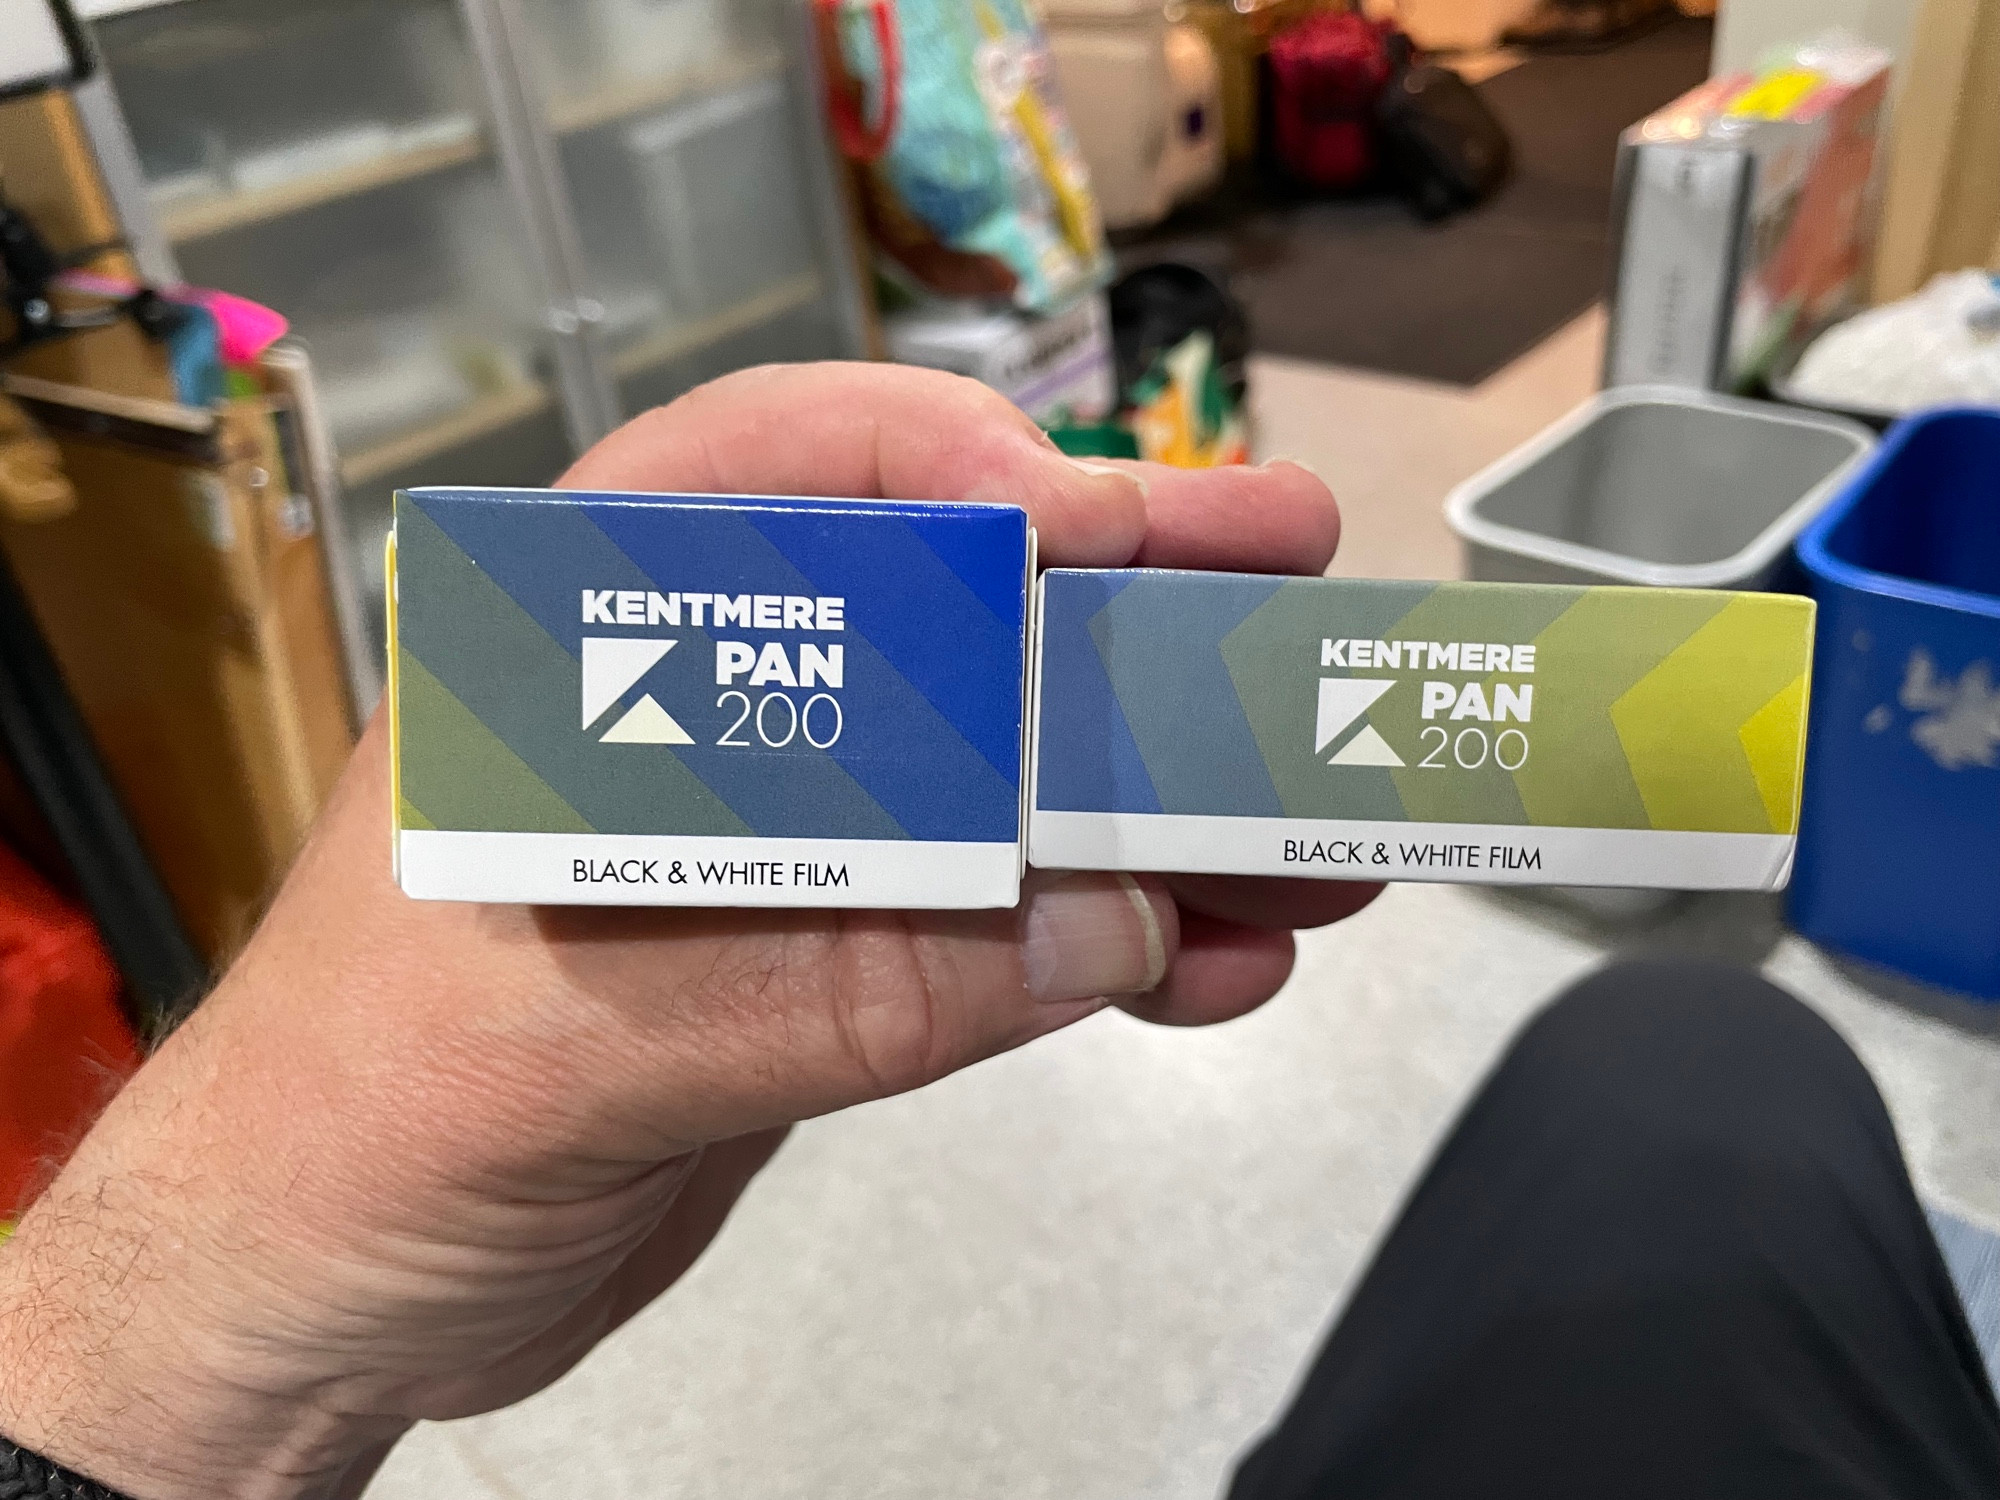 KENTMERE
PAN
200
BLACK & WHITE FILM
KENTMERE
PAN
200
BLACK & WHITE FILM